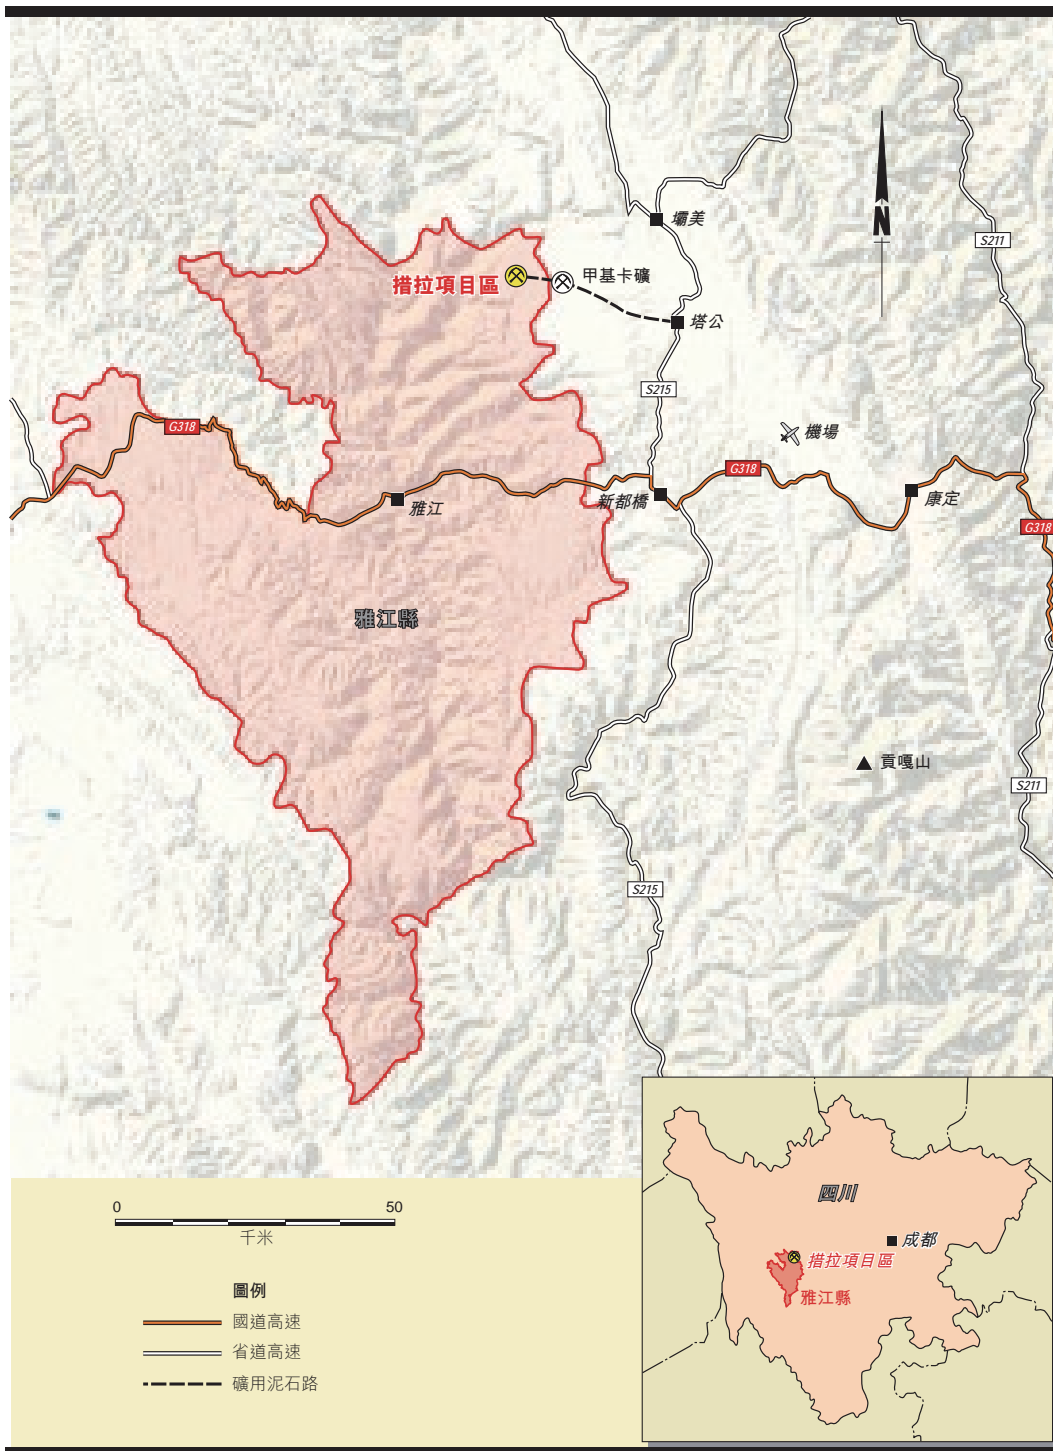 壩美
S211
措拉項目區
甲基卡礦
塔公
S215
G318
機場
G318
新都橋
雅江
康定
G318
雅江縣
貢嘎山
S211
S215
N
0 50
千米
圖例
國道高速
省道高速
礦用泥石路
四川
成都
措拉項目區
雅江縣